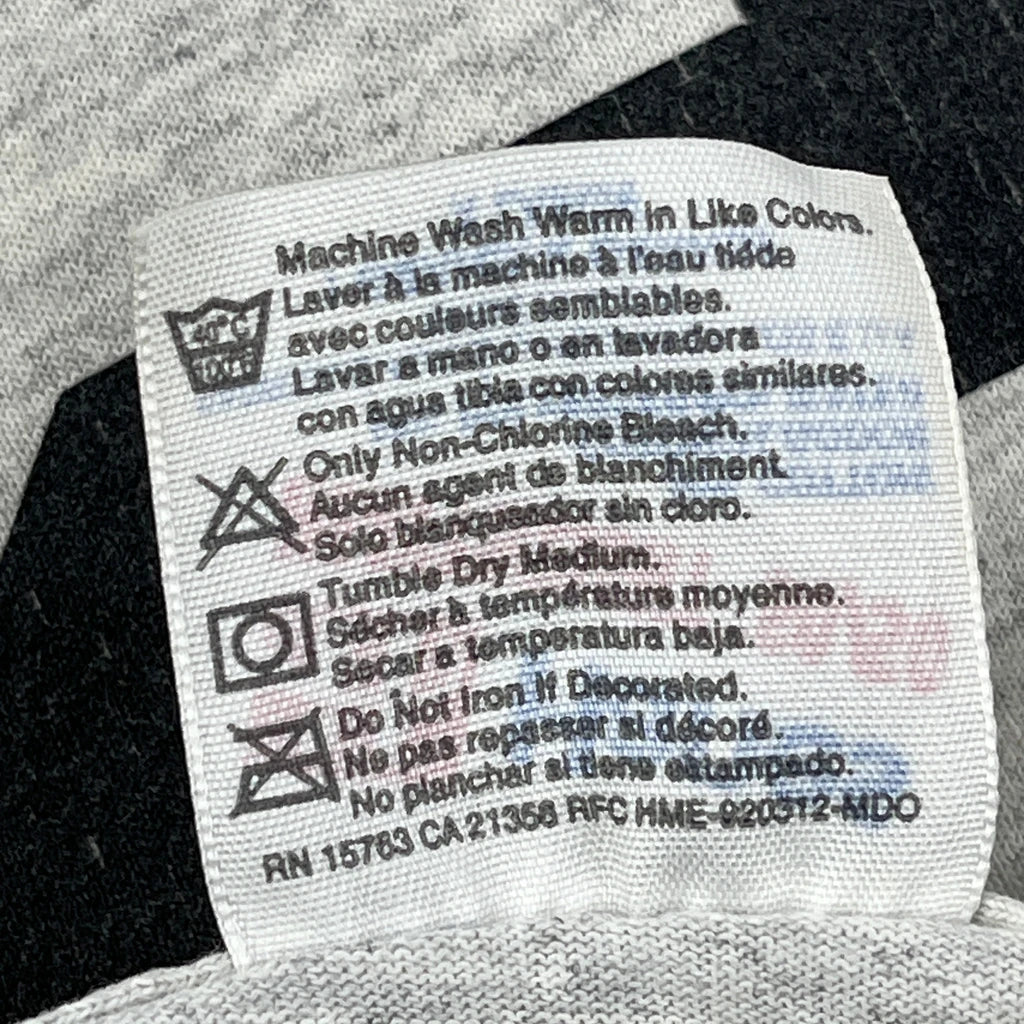 Machine Wash Warm in Like Colors.
Laver à la machine à l'eau tiéde
avec couleurs semblables.
Lavar a mano o en lavadora
con agua tibia con colores similares.
40°C
100°F
Only Non-Chlorine Bleach.
Aucun agent de blanchiment.
Solo blanqueador sin cloro.
Tumble Dry Medium.
Sécher à température moyenne.
Secar a temperatura baja.
Do Not Iron If Decorated.
Ne pas repasser si décoré.
No planchar si tiene estampado.
RN 15763 CA 21356 RFC HME-920312-MDO